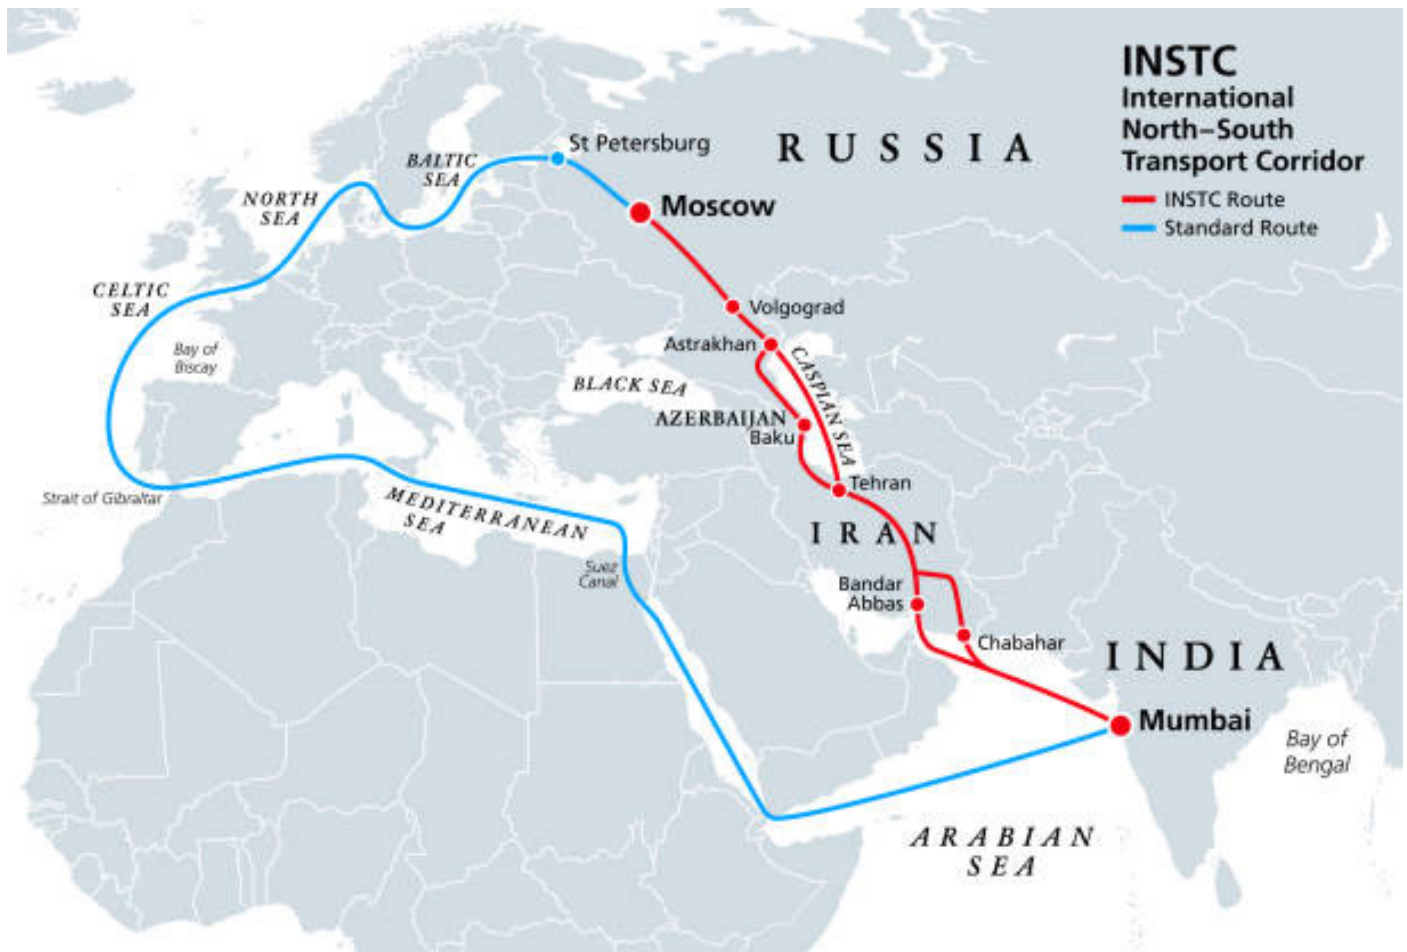 INSTC
International
North–South
Transport Corridor
INSTC Route
Standard Route
RUSSIA
St Petersburg
BALTIC
SEA
NORTH
SEA
Moscow
CELTIC
SEA
Volgograd
Bay of
Biscay
Astrakhan
CASPIAN SEA
BLACK SEA
AZERBAIJAN
Baku
Tehran
Strait of Gibraltar
MEDITERRANEAN
SEA
IRAN
Suez
Canal
Bandar
Abbas
Chabahar
INDIA
Mumbai
Bay of
Bengal
ARABIAN
SEA